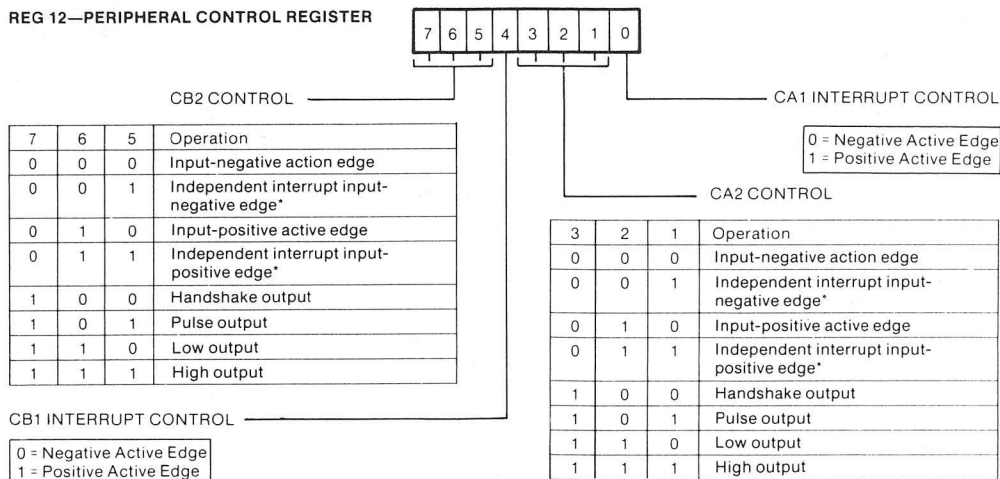 REG 12—PERIPHERAL CONTROL REGISTER
7 6 5 4 3 2 1 0
CB2 CONTROL
7 6 5 Operation
0 0 0 Input-negative action edge
0 0 1 Independent interrupt input-
negative edge*
0 1 0 Input-positive active edge
0 1 1 Independent interrupt input-
positive edge*
1 0 0 Handshake output
1 0 1 Pulse output
1 1 0 Low output
1 1 1 High output
CB1 INTERRUPT CONTROL
0 = Negative Active Edge
1 = Positive Active Edge
CA1 INTERRUPT CONTROL
0 = Negative Active Edge
1 = Positive Active Edge
CA2 CONTROL
3 2 1 Operation
0 0 0 Input-negative action edge
0 0 1 Independent interrupt input-
negative edge*
0 1 0 Input-positive active edge
0 1 1 Independent interrupt input-
positive edge*
1 0 0 Handshake output
1 0 1 Pulse output
1 1 0 Low output
1 1 1 High output